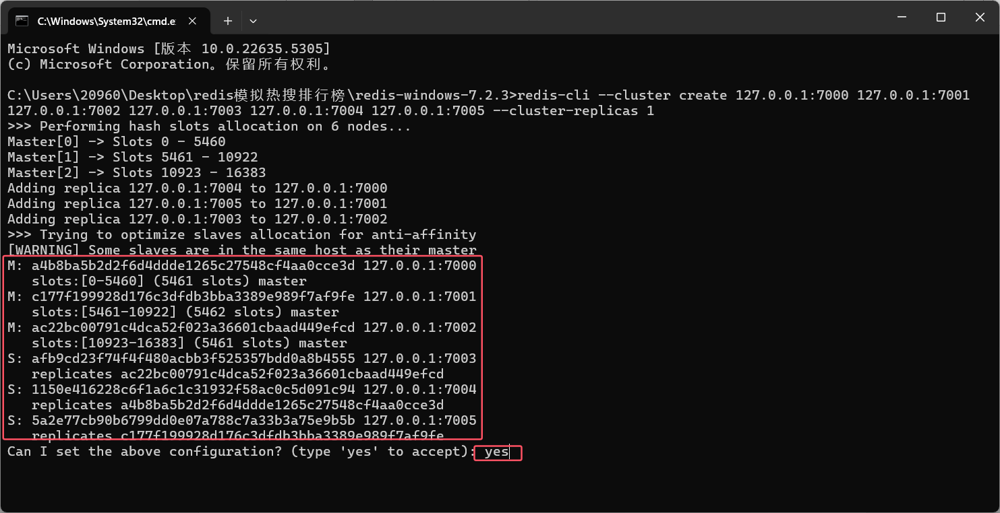 C:\Windows\System32\cmd.e
Microsoft Windows [版本 10.0.22635.5305]
(c) Microsoft Corporation。保留所有权利。
C:\Users\20960\Desktop\redis模拟热搜排行榜\redis-windows-7.2.3>redis-cli --cluster create 127.0.0.1:7000 127.0.0.1:7001
127.0.0.1:7002 127.0.0.1:7003 127.0.0.1:7004 127.0.0.1:7005 --cluster-replicas 1
>>> Performing hash slots allocation on 6 nodes...
Master[0] -> Slots 0 - 5460
Master[1] -> Slots 5461 - 10922
Master[2] -> Slots 10923 - 16383
Adding replica 127.0.0.1:7004 to 127.0.0.1:7000
Adding replica 127.0.0.1:7005 to 127.0.0.1:7001
Adding replica 127.0.0.1:7003 to 127.0.0.1:7002
>>> Trying to optimize slaves allocation for anti-affinity
[WARNING] Some slaves are in the same host as their master
M: a4b8ba5b2d2f6d4ddde1265c27548cf4aa0cce3d 127.0.0.1:7000
slots:[0-5460] (5461 slots) master
M: c177f199928d176c3dfdb3bba3389e989f7af9fe 127.0.0.1:7001
slots:[5461-10922] (5462 slots) master
M: ac22bc00791c4dca52f023a36601cbaad449efcd 127.0.0.1:7002
slots:[10923-16383] (5461 slots) master
S: afb9cd23f74f4f480acbb3f525357bdd0a8b4555 127.0.0.1:7003
replicates ac22bc00791c4dca52f023a36601cbaad449efcd
S: 1150e416228c6f1a6c1c31932f58ac0c5d091c94 127.0.0.1:7004
replicates a4b8ba5b2d2f6d4ddde1265c27548cf4aa0cce3d
S: 5a2e77cb90b6799dd0e07a788c7a33b3a75e9b5b 127.0.0.1:7005
replicates c177f199928d176c3dfdb3bba3389e989f7af9fe
Can I set the above configuration? (type 'yes' to accept): yes